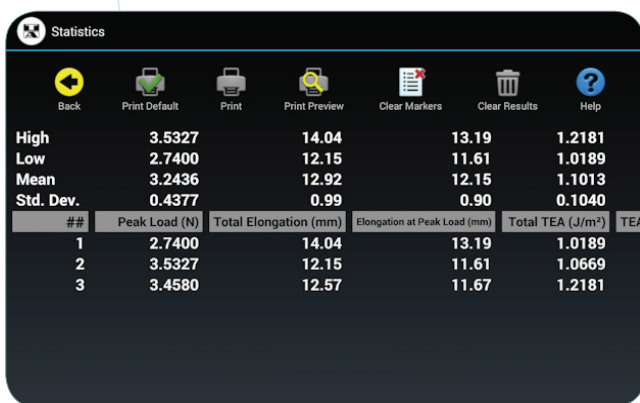 Statistics
Back Print Default Print Print Preview Clear Markers Clear Results Help
High 3.5327 14.04 13.19 1.2181
Low 2.7400 12.15 11.61 1.0189
Mean 3.2436 12.92 12.15 1.1013
Std. Dev. 0.4377 0.99 0.90 0.1040
## Peak Load (N) Total Elongation (mm) Elongation at Peak Load (mm) Total TEA (J/m²) TEA
1 2.7400 14.04 13.19 1.0189
2 3.5327 12.15 11.61 1.0669
3 3.4580 12.57 11.67 1.2181